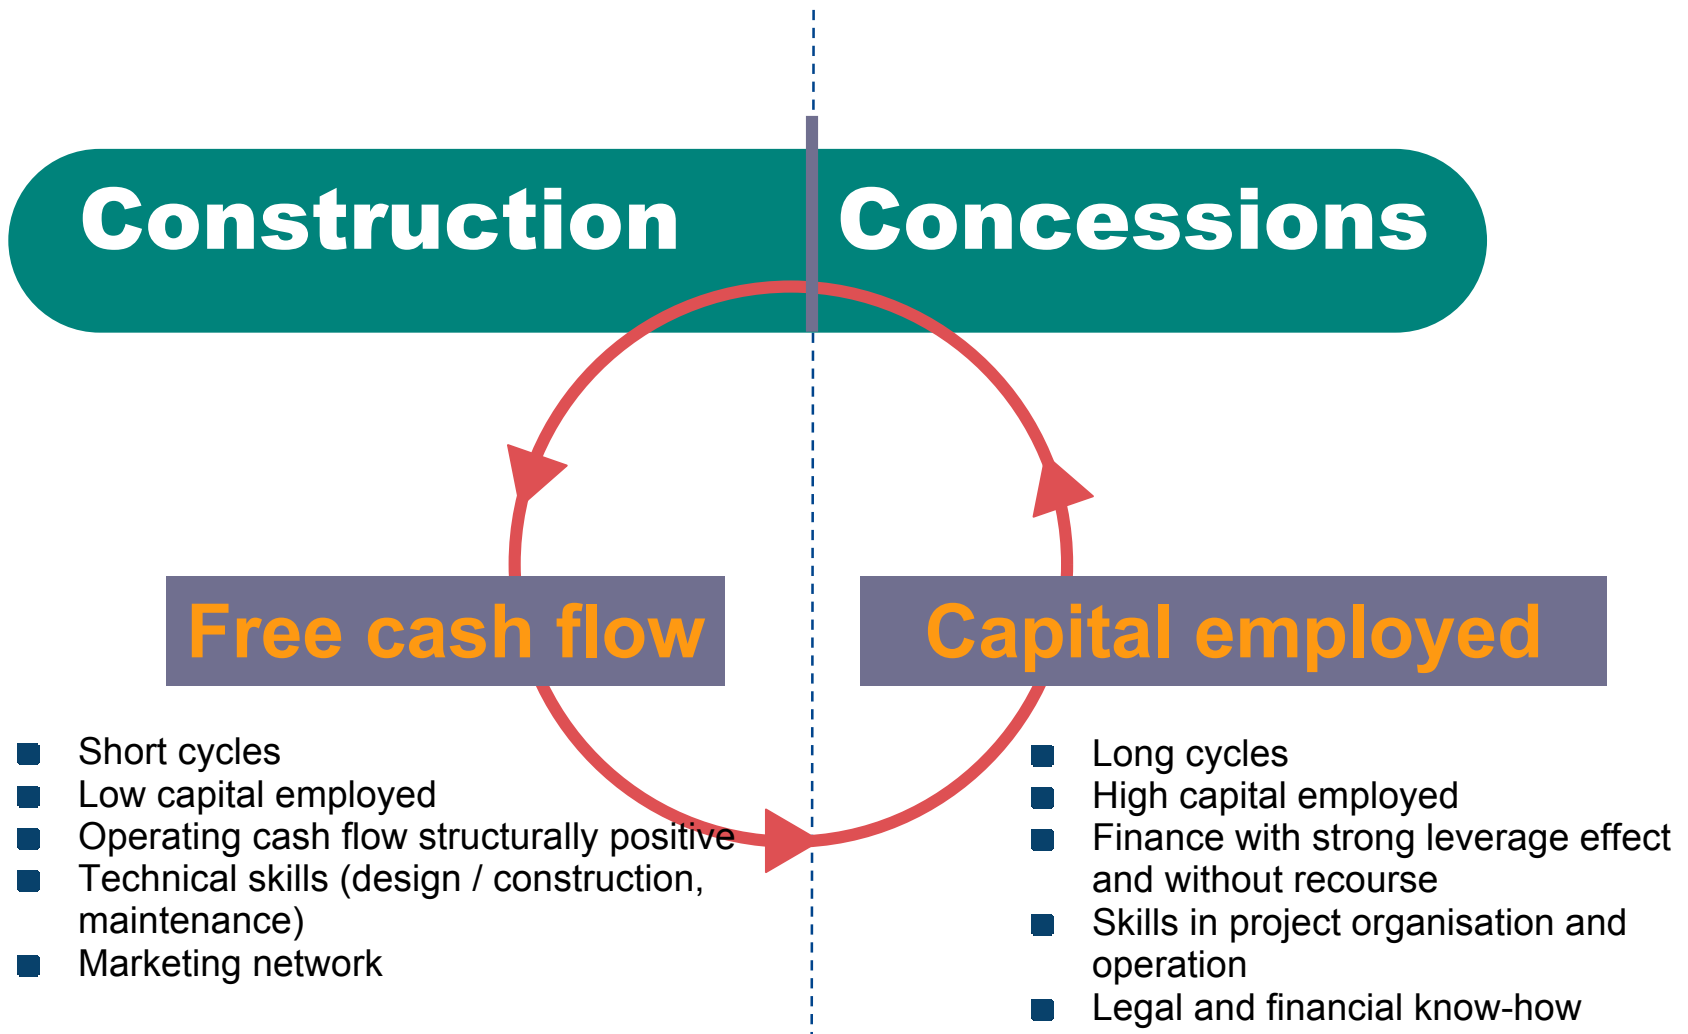 Construction
Concessions
Free cash flow
Capital employed
Short cycles
Low capital employed
Operating cash flow structurally positive
Technical skills (design / construction,
maintenance)
Marketing network
Long cycles
High capital employed
Finance with strong leverage effect
and without recourse
Skills in project organisation and
operation
Legal and financial know-how